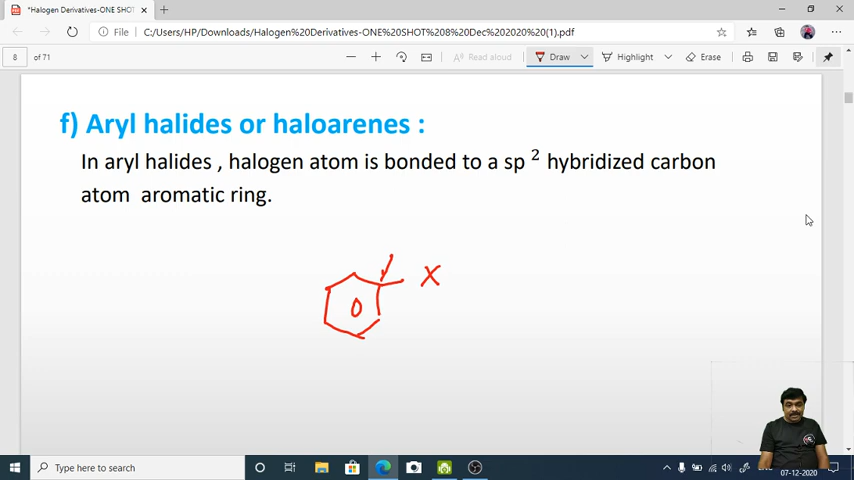 *Halogen Derivatives-ONE SHOT
File C:/Users/HP/Downloads/Halogen%20Derivatives-ONE%20SHOT%208%20Dec%202020%20(1).pdf
8 of 71 Read aloud Draw Highlight Erase
f) Aryl halides or haloarenes :
In aryl halides , halogen atom is bonded to a sp 2 hybridized carbon
atom aromatic ring.
X
Type here to search
07-12-2020